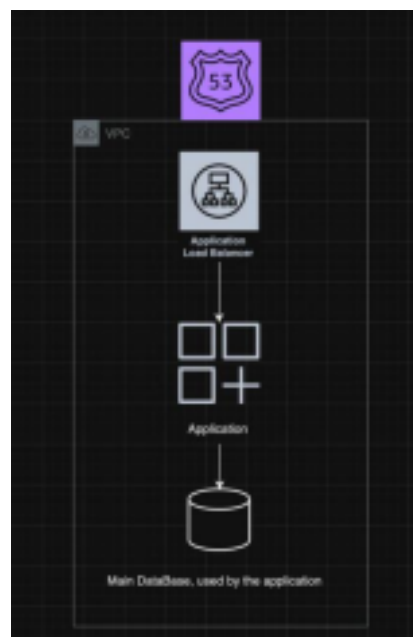 53
VPC
Application
Load Balancer
Application
Main DataBase, used by the application